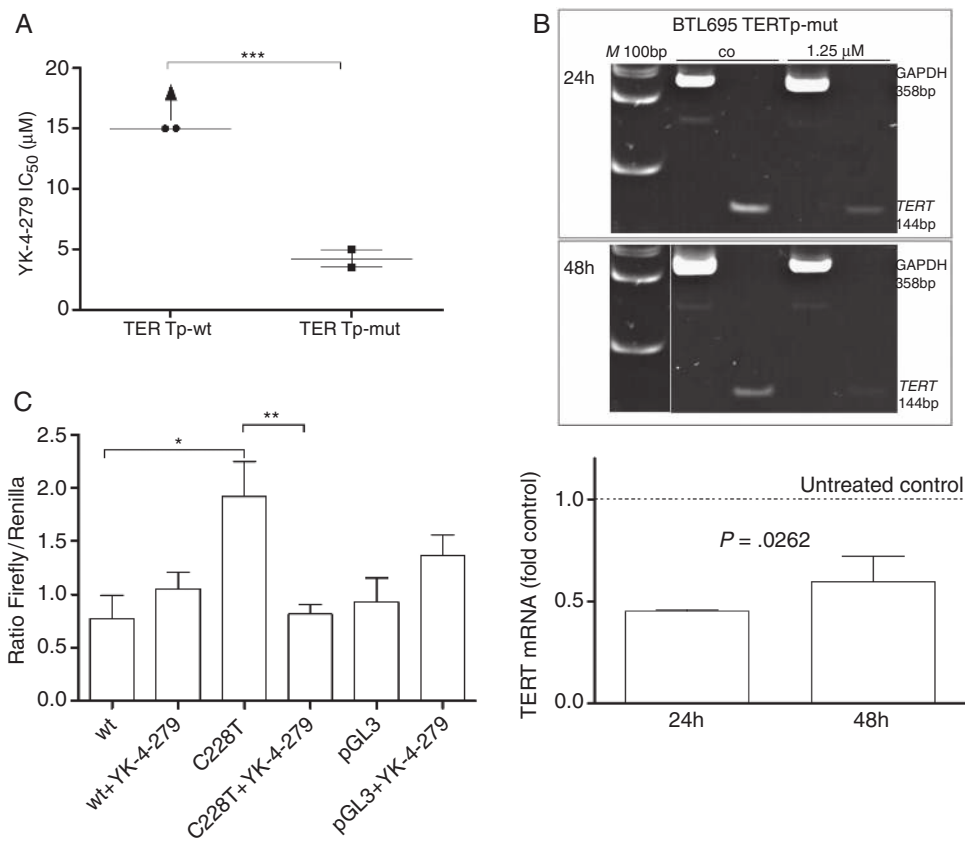 A
***
YK-4-279 IC50 (µM)
20
15
10
5
0
TER Tp-wt
TER Tp-mut
B
BTL695 TERTp-mut
M 100bp
co
1.25 µM
24h
GAPDH
358bp
TERT
144bp
48h
GAPDH
358bp
TERT
144bp
TERT mRNA (fold control)
1.0
0.5
0.0
Untreated control
P = .0262
24h
48h
C
*
**
Ratio Firefly/Renilla
2.5
2.0
1.5
1.0
0.5
0.0
wt
wt+YK-4-279
C228T
C228T+YK-4-279
pGL3
pGL3+YK-4-279